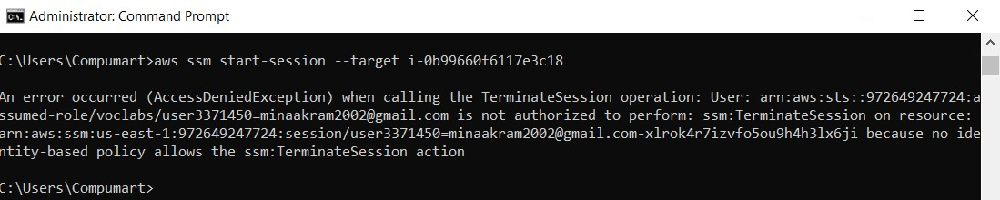 Administrator: Command Prompt
C:\Users\Compumart>aws ssm start-session --target i-0b99660f6117e3c18
An error occurred (AccessDeniedException) when calling the TerminateSession operation: User: arn:aws:sts::972649247724:a
ssumed-role/voclabs/user3371450=minaakram2002@gmail.com is not authorized to perform: ssm:TerminateSession on resource:
arn:aws:ssm:us-east-1:972649247724:session/user3371450=minaakram2002@gmail.com-xlrok4r7izvfo5ou9h4h3lx6ji because no ide
ntity-based policy allows the ssm:TerminateSession action
C:\Users\Compumart>